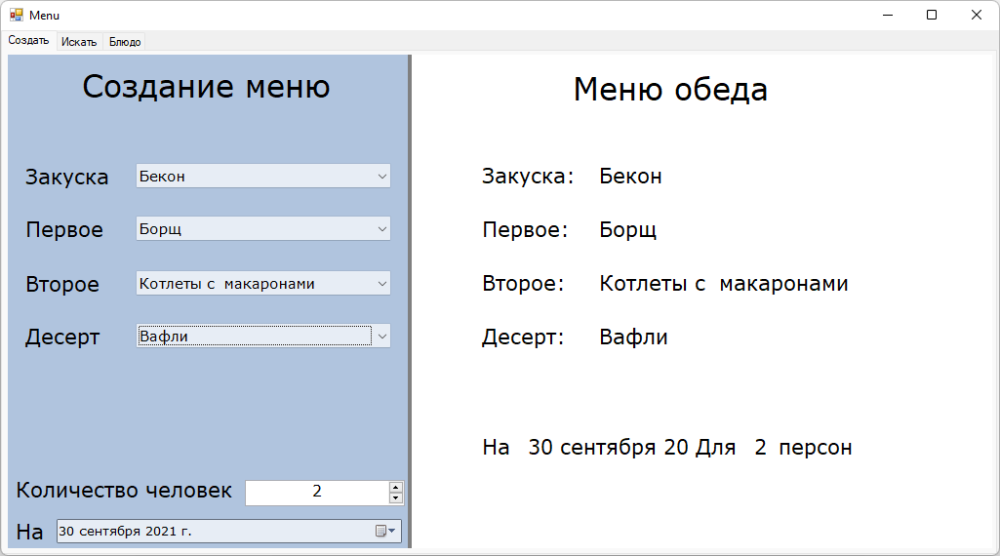 Menu
Создать Искать Блюдо
Создание меню
Закуска Бекон
Первое Борщ
Второе Котлеты с  макаронами
Десерт Вафли
Количество человек 2
На 30 сентября 2021 г.
Меню обеда
Закуска: Бекон
Первое: Борщ
Второе: Котлеты с  макаронами
Десерт: Вафли
На 30 сентября 20 Для 2 персон